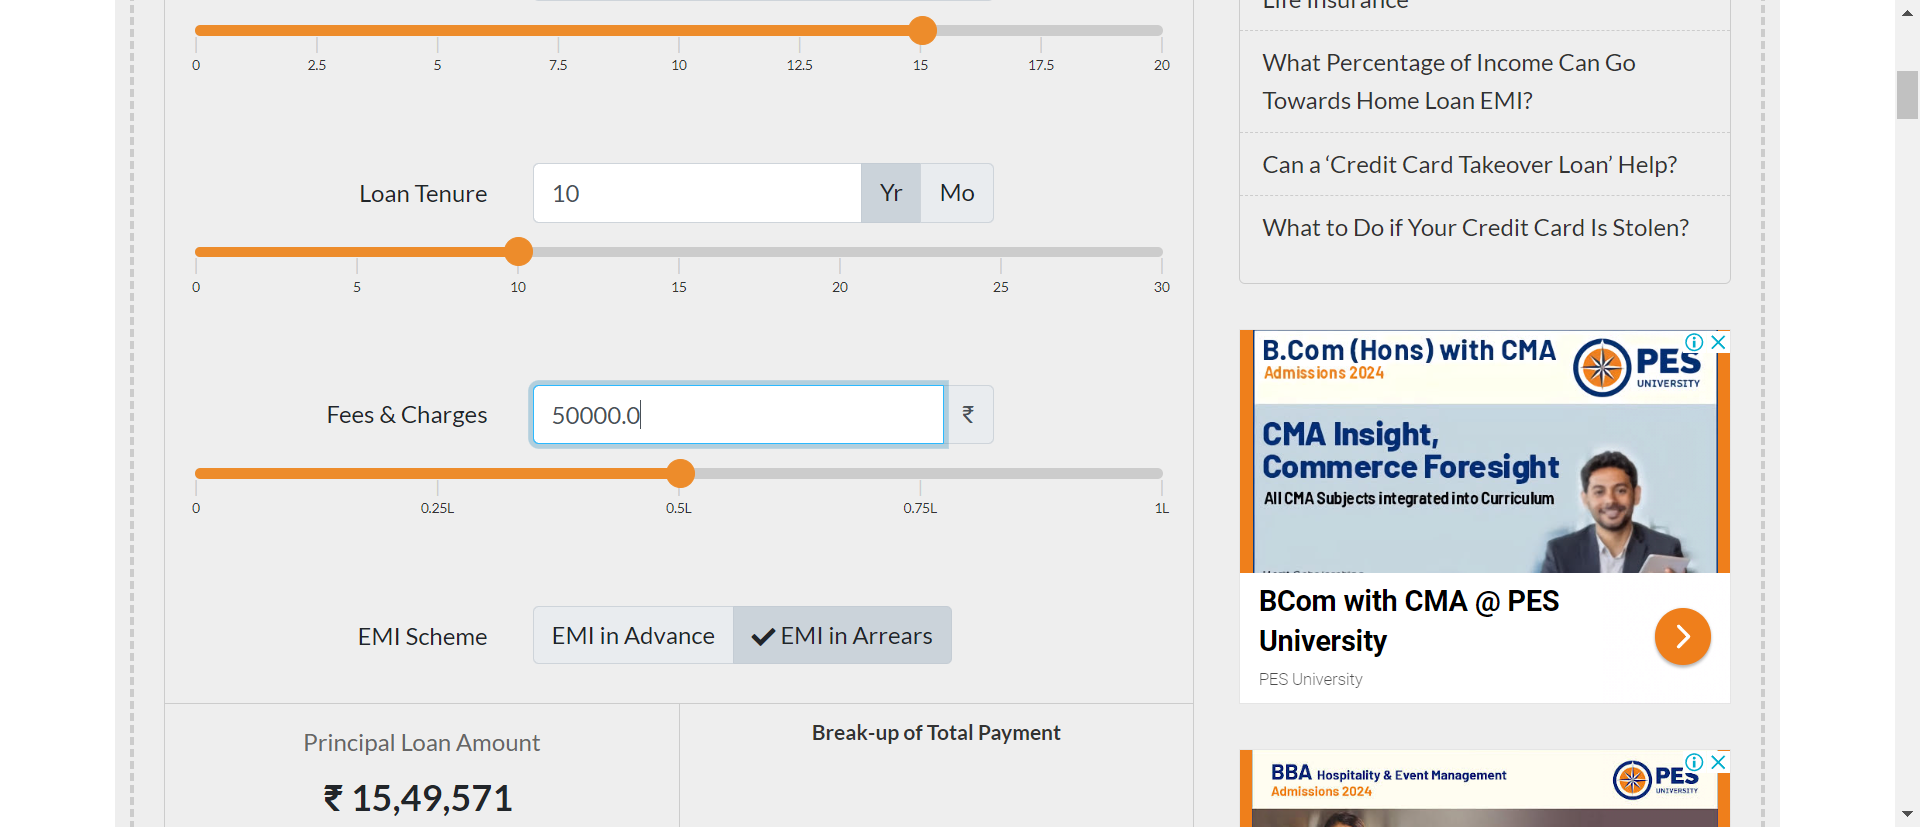 0 2.5 5 7.5 10 12.5 15 17.5 20
Loan Tenure 10 Yr Mo
0 5 10 15 20 25 30
Fees & Charges 50000.0 ₹
0 0.25L 0.5L 0.75L 1L
EMI Scheme EMI in Advance EMI in Arrears
Principal Loan Amount
₹ 15,49,571
Break-up of Total Payment
Life Insurance
What Percentage of Income Can Go
Towards Home Loan EMI?
Can a ‘Credit Card Takeover Loan’ Help?
What to Do if Your Credit Card Is Stolen?
B.Com (Hons) with CMA
Admissions 2024
PES
UNIVERSITY
CMA Insight,
Commerce Foresight
All CMA Subjects integrated into Curriculum
BCom with CMA @ PES
University
PES University
BBA Hospitality & Event Management
Admissions 2024
PES
UNIVERSITY